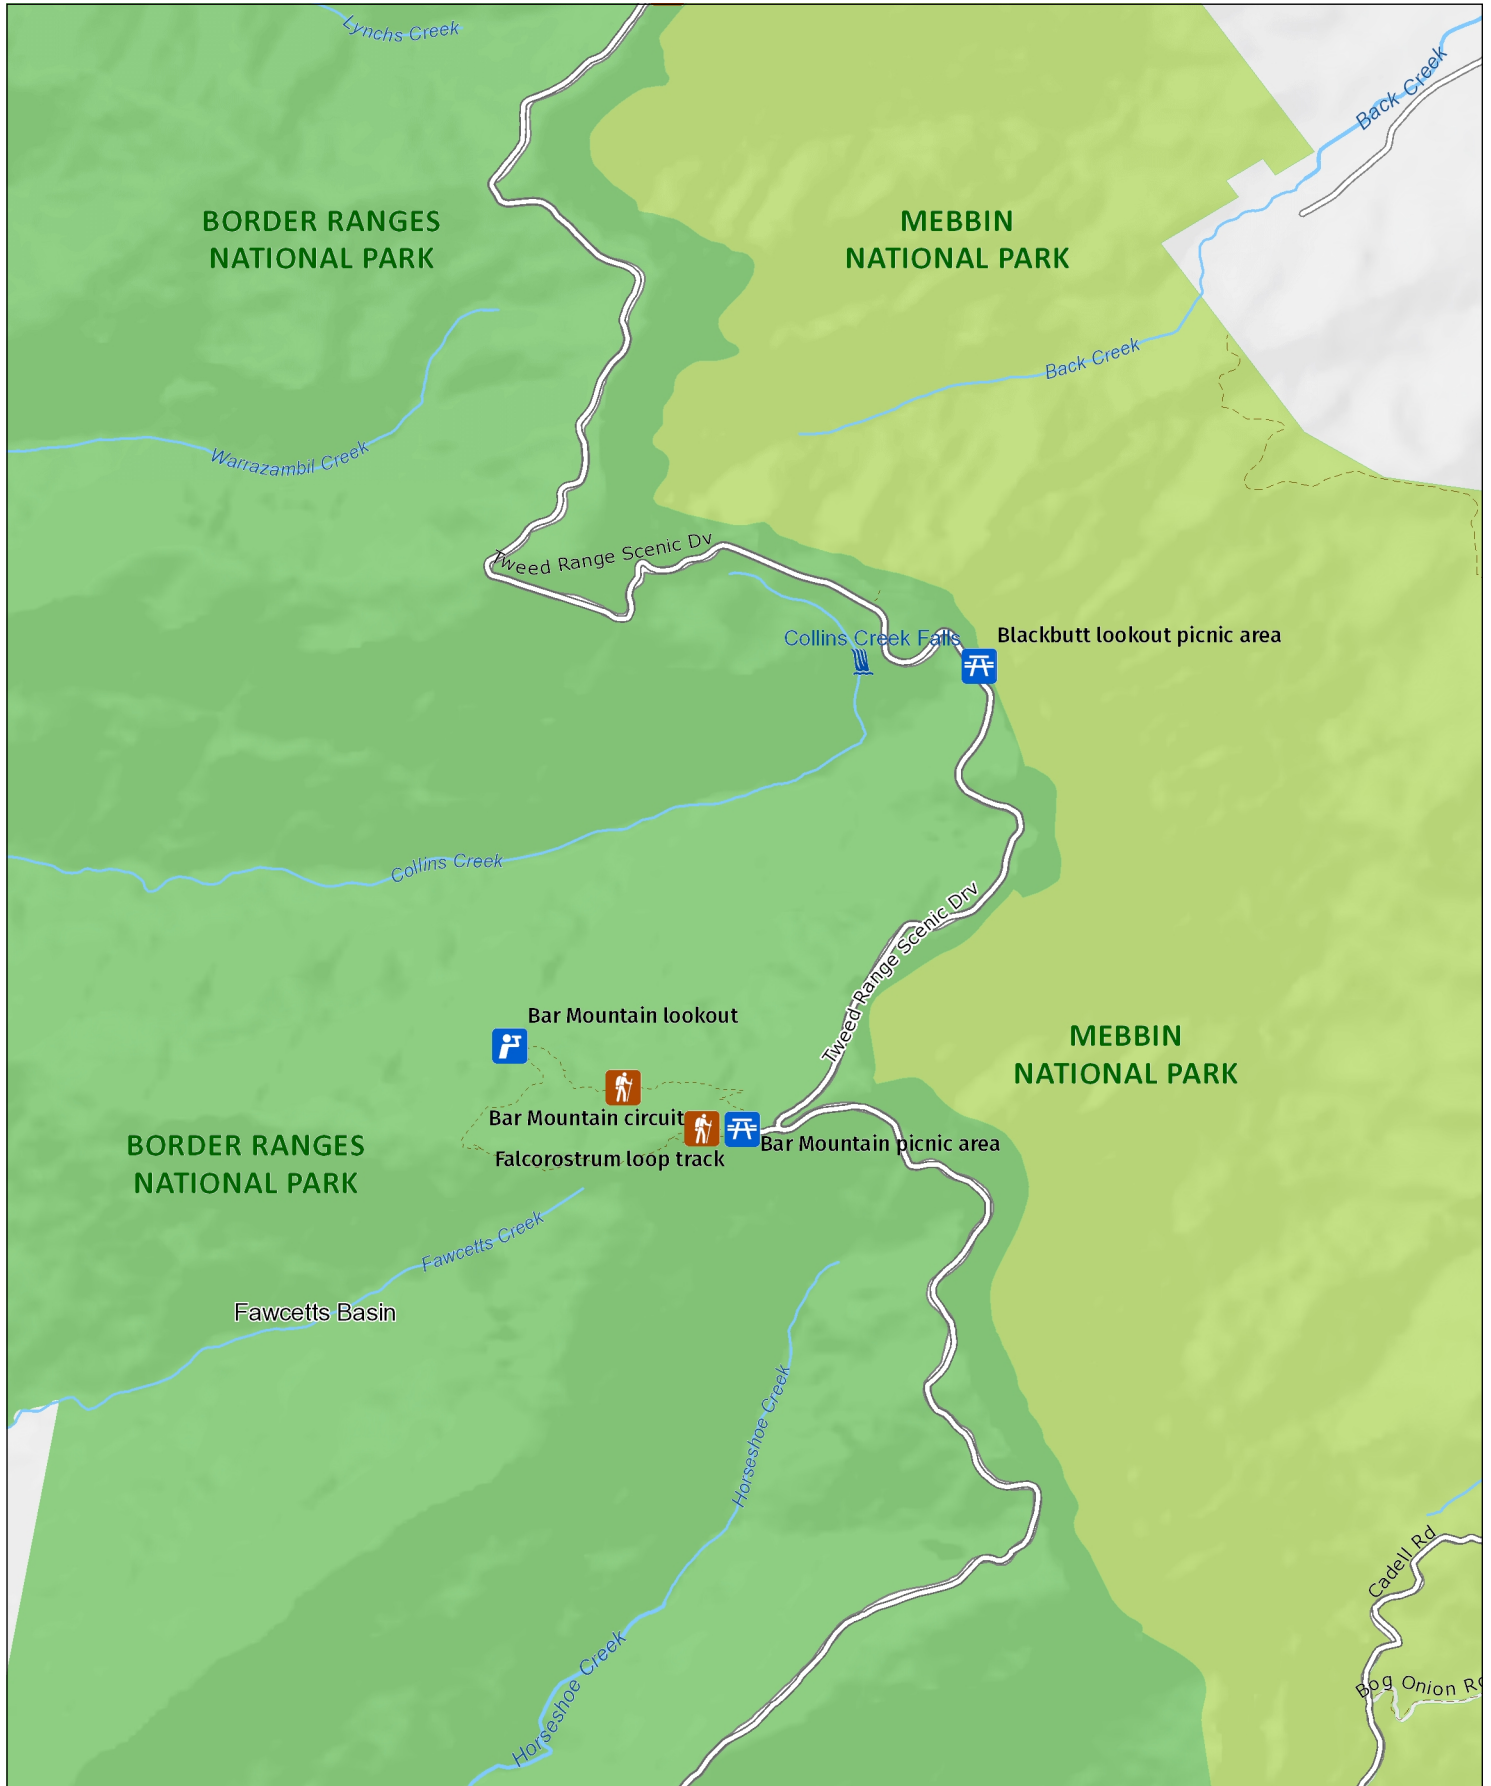 Lynchs Creek
Back Creek
BORDER RANGES
NATIONAL PARK
MEBBIN
NATIONAL PARK
Back Creek
Warrazambil Creek
Tweed Range Scenic Dv
Collins Creek Falls
Blackbutt lookout picnic area
Collins Creek
Tweed Range Scenic Drv
Bar Mountain lookout
MEBBIN
NATIONAL PARK
Bar Mountain circuit
Bar Mountain picnic area
Falcorostrum loop track
BORDER RANGES
NATIONAL PARK
Fawcetts Creek
Fawcetts Basin
Horseshoe Creek
Cadell Rd
Horseshoe Creek
Bog Onion Rd